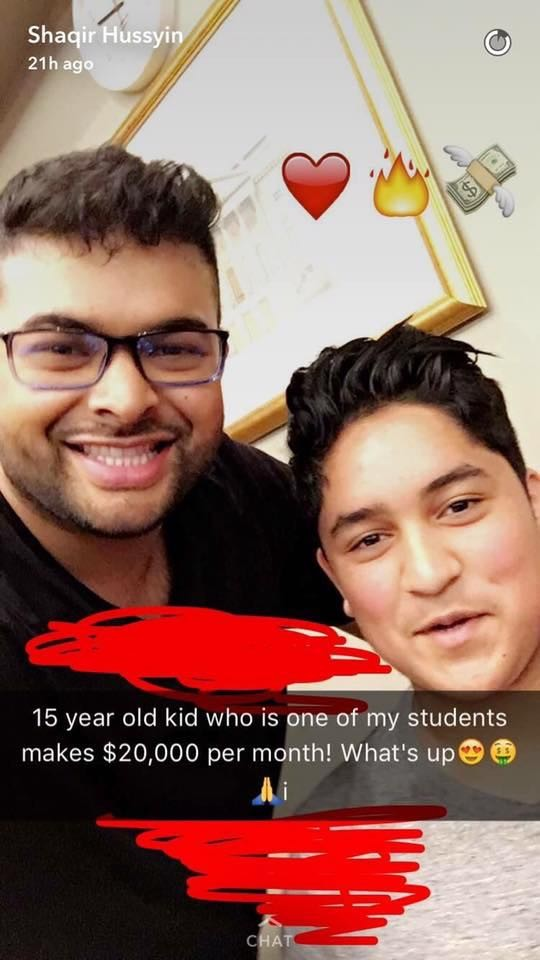 Shaqir Hussyin
21h ago
15 year old kid who is one of my students
makes $20,000 per month! What's up😍🤑
🙏i
CHAT